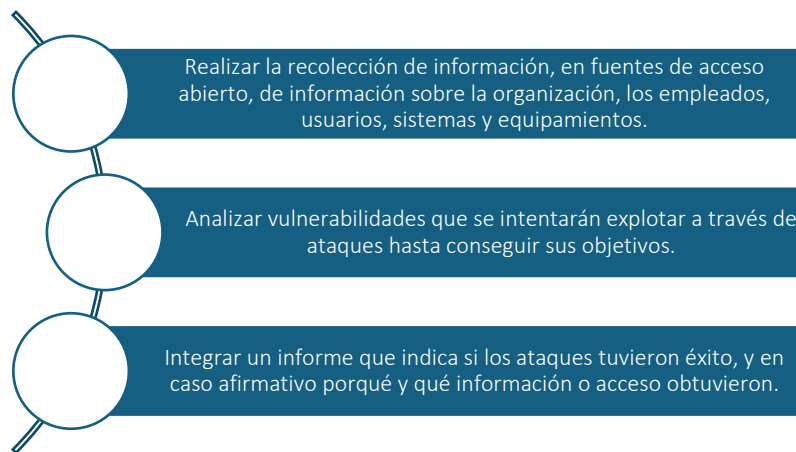 Realizar la recolección de información, en fuentes de acceso
abierto, de información sobre la organización, los empleados,
usuarios, sistemas y equipamientos.
Analizar vulnerabilidades que se intentarán explotar a través de
ataques hasta conseguir sus objetivos.
Integrar un informe que indica si los ataques tuvieron éxito, y en
caso afirmativo porqué y qué información o acceso obtuvieron.